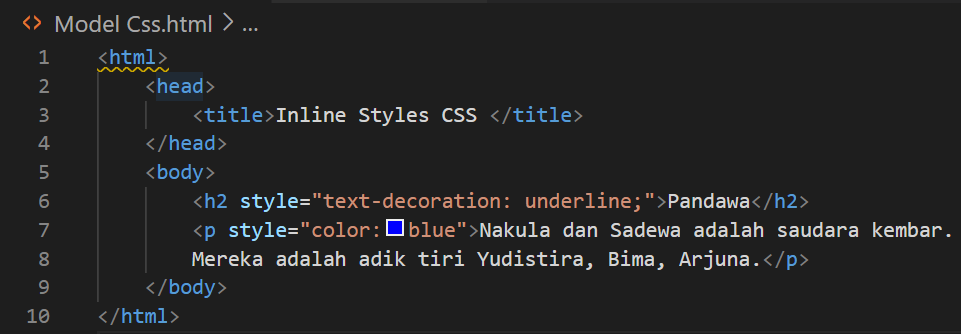 <> Model Css.html > ...
1 <html>
2 <head>
3 <title>Inline Styles CSS </title>
4 </head>
5 <body>
6 <h2 style="text-decoration: underline;">Pandawa</h2>
7 <p style="color:blue">Nakula dan Sadewa adalah saudara kembar.
8 Mereka adalah adik tiri Yudistira, Bima, Arjuna.</p>
9 </body>
10 </html>